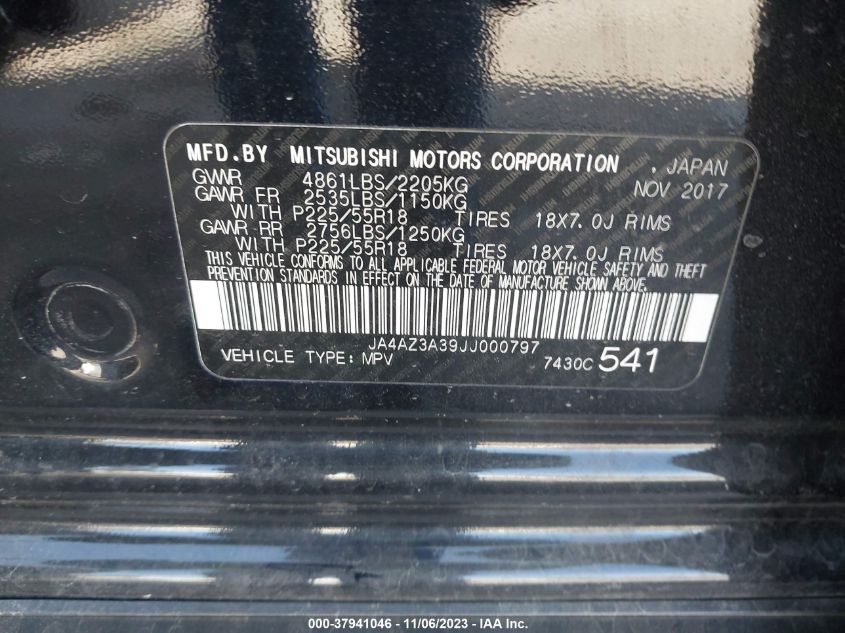 MFD.BY MITSUBISHI MOTORS CORPORATION . JAPAN
GVWR 4861LBS/2205KG NOV 2017
GAWR FR 2535LBS/1150KG
WITH P225/55R18 TIRES 18X7.0J RIMS
GAWR RR 2756LBS/1250KG
WITH P225/55R18 TIRES 18X7.0J RIMS
THIS VEHICLE CONFORMS TO ALL APPLICABLE FEDERAL MOTOR VEHICLE SAFETY AND THEFT
PREVENTION STANDARDS IN EFFECT ON THE DATE OF MANUFACTURE SHOWN ABOVE.
JA4AZ3A39JJ000797
VEHICLE TYPE: MPV 7430C 541
000-37941046 - 11/06/2023 - IAA Inc.